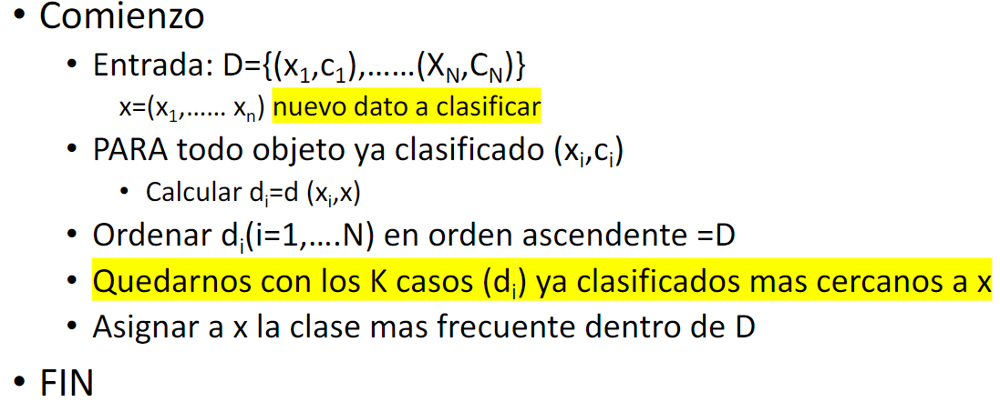 • Comienzo
• Entrada: D={(x₁,c₁),......(X_N,C_N)}
x=(x₁,...... xₙ) nuevo dato a clasificar
• PARA todo objeto ya clasificado (xᵢ,cᵢ)
• Calcular dᵢ=d (xᵢ,x)
• Ordenar dᵢ(i=1,....N) en orden ascendente =D
• Quedarnos con los K casos (dᵢ) ya clasificados mas cercanos a x
• Asignar a x la clase mas frecuente dentro de D
• FIN